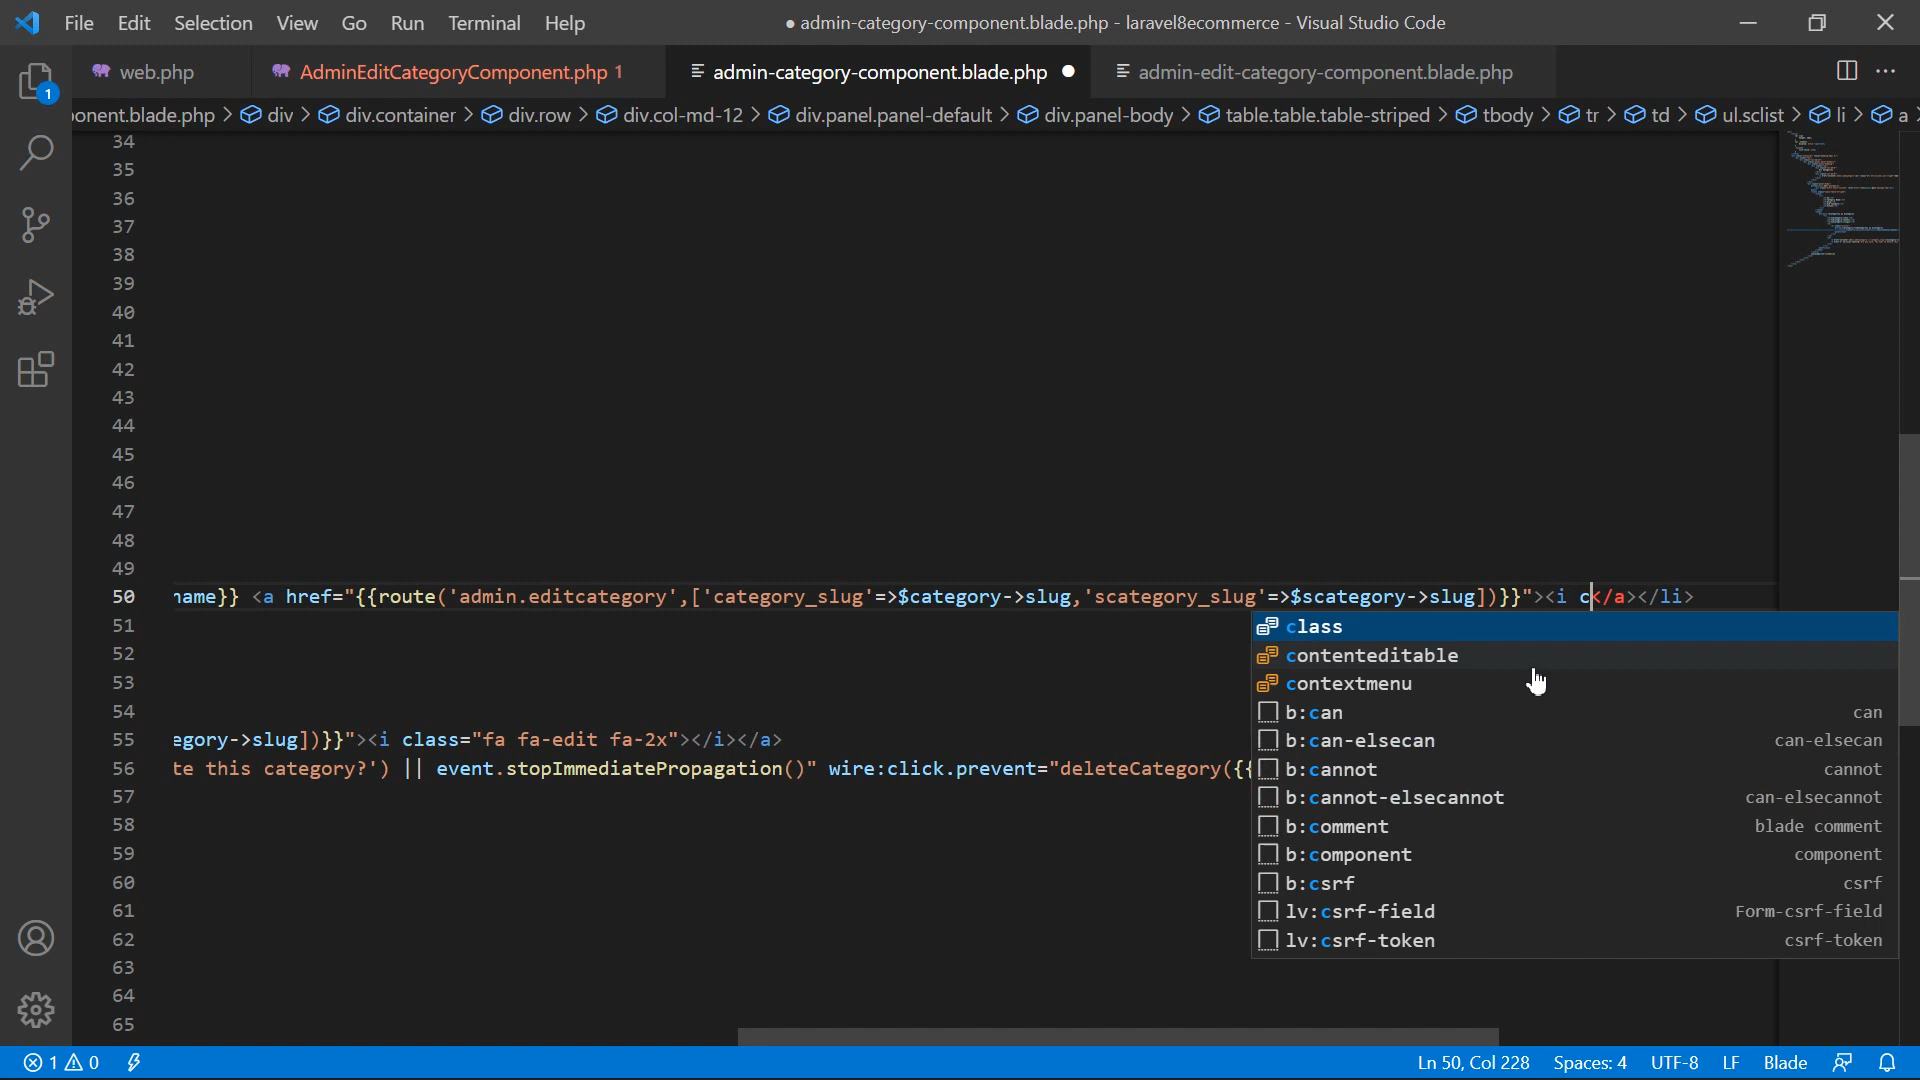 File Edit Selection View Go Run Terminal Help ● admin-category-component.blade.php - laravel8ecommerce - Visual Studio Code
web.php AdminEditCategoryComponent.php 1 admin-category-component.blade.php ● admin-edit-category-component.blade.php
1
onent.blade.php > div > div.container > div.row > div.col-md-12 > div.panel.panel-default > div.panel-body > table.table.table-striped > tbody > tr > td > ul.sclist > li > a >
34
35
36
37
38
39
40
41
42
43
44
45
46
47
48
49
50 name}} <a href="{{route('admin.editcategory',['category_slug'=>$category->slug,'scategory_slug'=>$scategory->slug])}}"><i c</a></li>
51 class
52 contenteditable
53 contextmenu
54 b:can can
55 egory->slug])}}"><i class="fa fa-edit fa-2x"></i></a> b:can-elsecan can-elsecan
56 te this category?') || event.stopImmediatePropagation()" wire:click.prevent="deleteCategory({{ b:cannot cannot
57 b:cannot-elsecannot can-elsecannot
58 b:comment blade comment
59 b:component component
60 b:csrf csrf
61 lv:csrf-field Form-csrf-field
62 lv:csrf-token csrf-token
63
64
65
1 0 Ln 50, Col 228 Spaces: 4 UTF-8 LF Blade